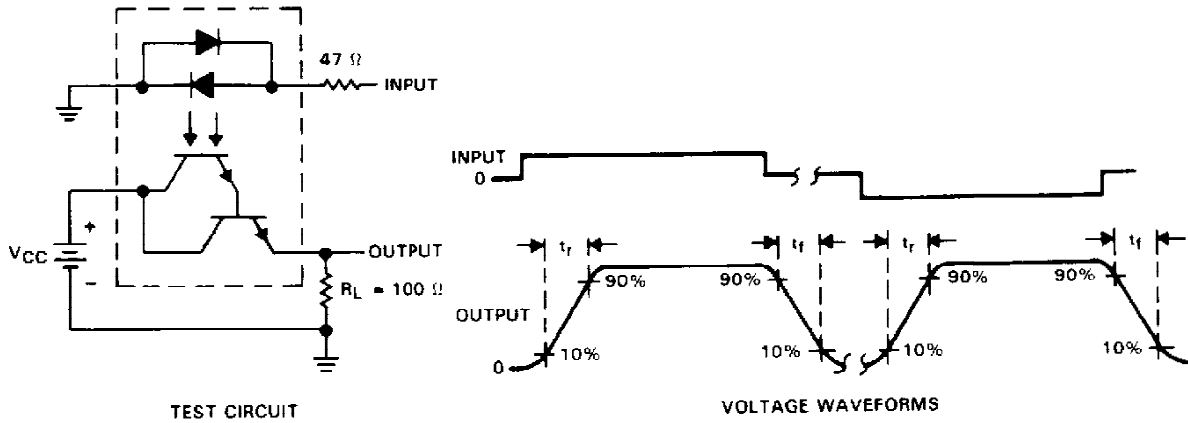 47 Ω
INPUT
+
VCC
−
OUTPUT
RL = 100 Ω
TEST CIRCUIT
INPUT
0
tr
tf
tr
tf
90%
90%
90%
90%
OUTPUT
10%
10%
10%
10%
0
VOLTAGE WAVEFORMS